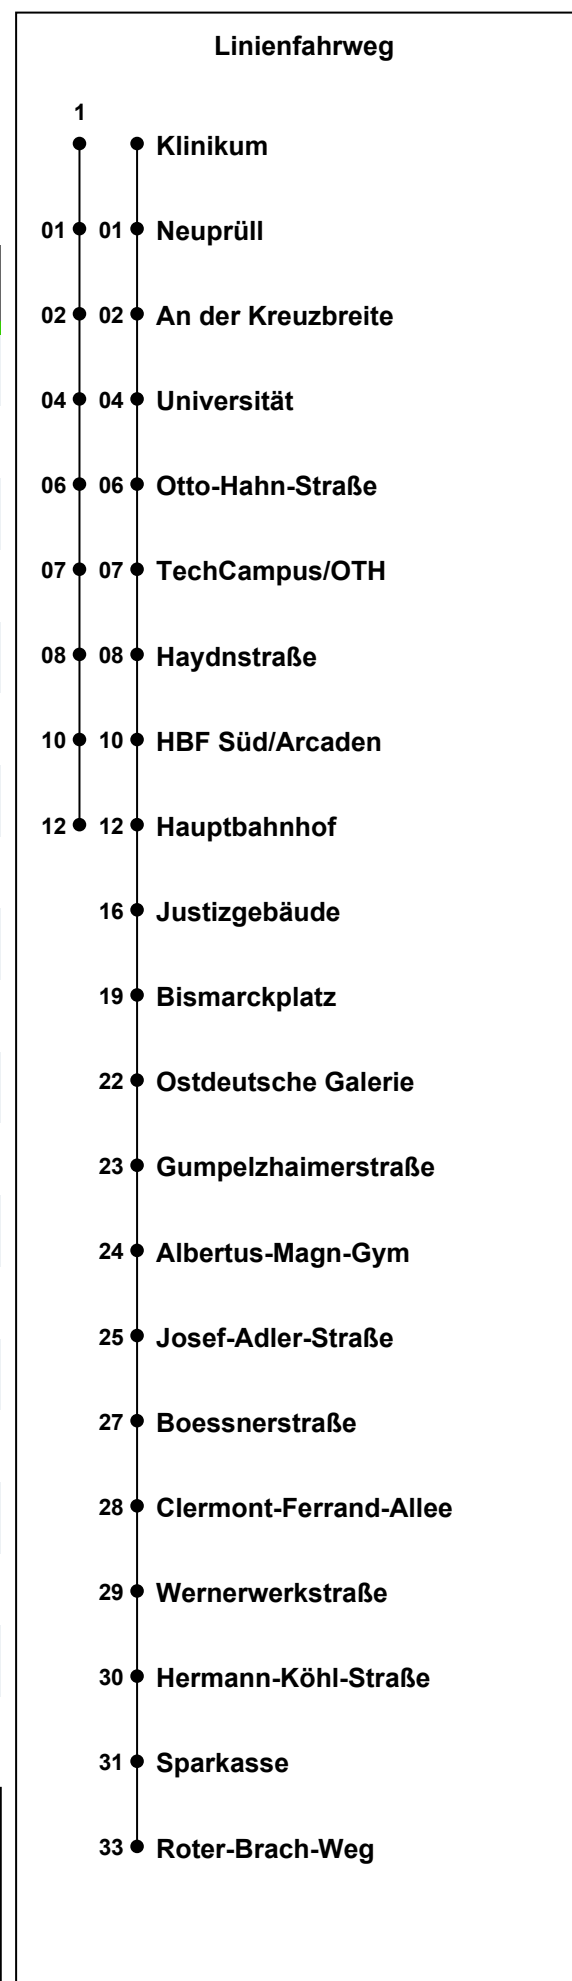 Linienfahrweg
1
Klinikum
01 01 Neuprüll
02 02 An der Kreuzbreite
04 04 Universität
06 06 Otto-Hahn-Straße
07 07 TechCampus/OTH
08 08 Haydnstraße
10 10 HBF Süd/Arcaden
12 12 Hauptbahnhof
16 Justizgebäude
19 Bismarckplatz
22 Ostdeutsche Galerie
23 Gumpelzhaimerstraße
24 Albertus-Magn-Gym
25 Josef-Adler-Straße
27 Boessnerstraße
28 Clermont-Ferrand-Allee
29 Wernerwerkstraße
30 Hermann-Köhl-Straße
31 Sparkasse
33 Roter-Brach-Weg